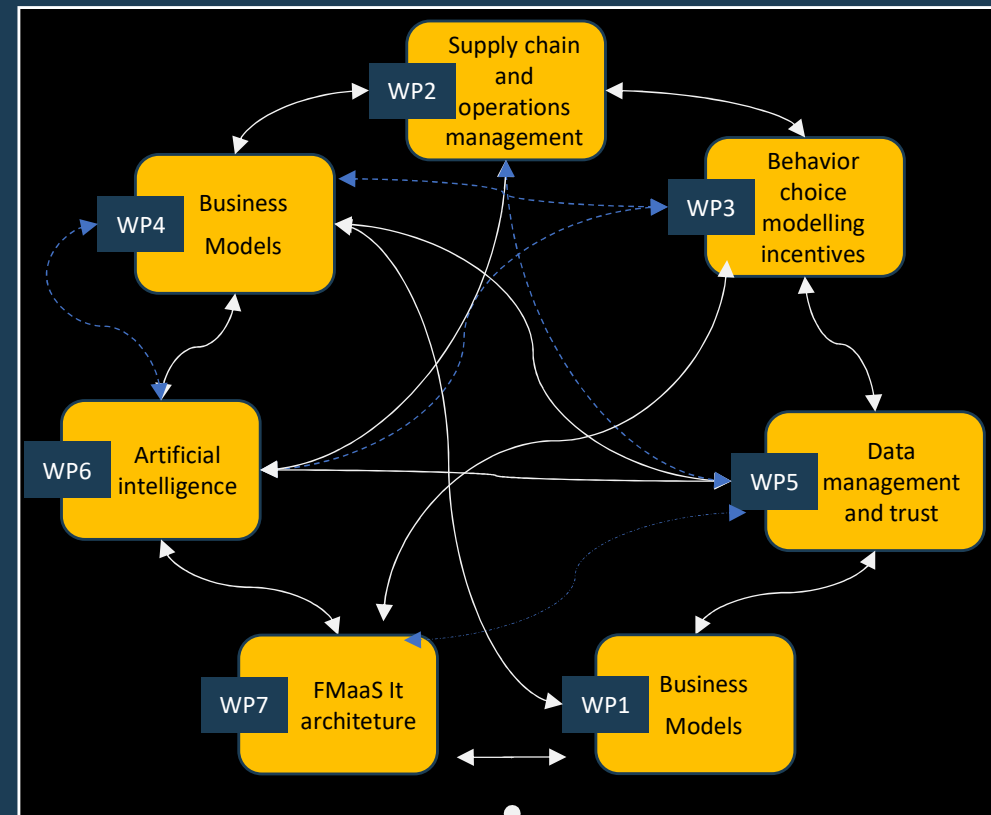 WP2
Supply chain
and
operations
management
WP4
Business
Models
WP3
Behavior
choice
modelling
incentives
WP6
Artificial
intelligence
WP5
Data
management
and trust
WP7
FMaaS It
architeture
WP1
Business
Models